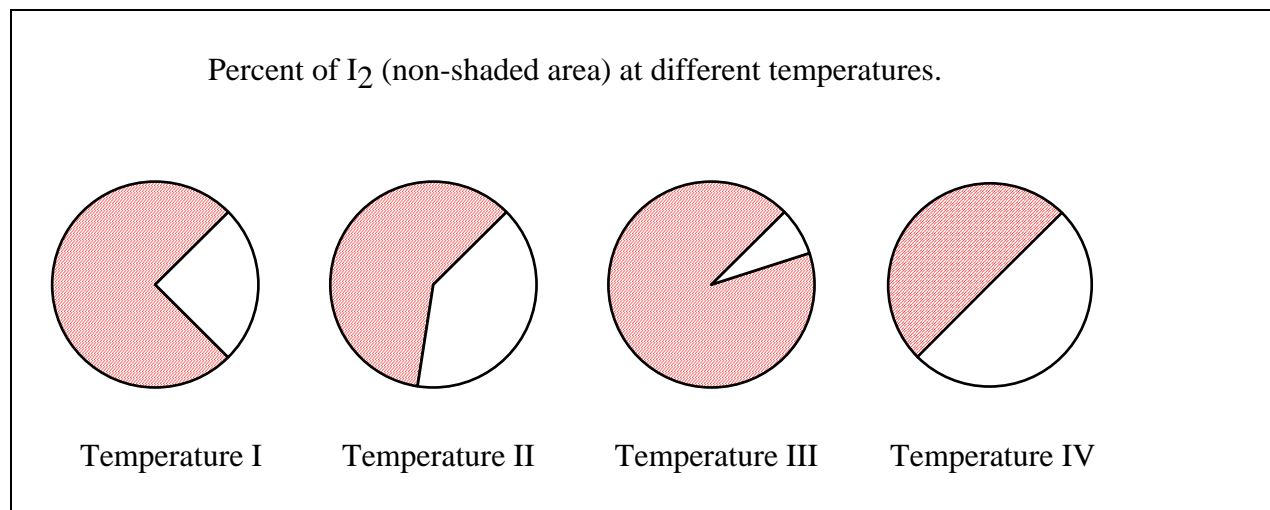 Percent of I2 (non-shaded area) at different temperatures.
Temperature I Temperature II Temperature III Temperature IV